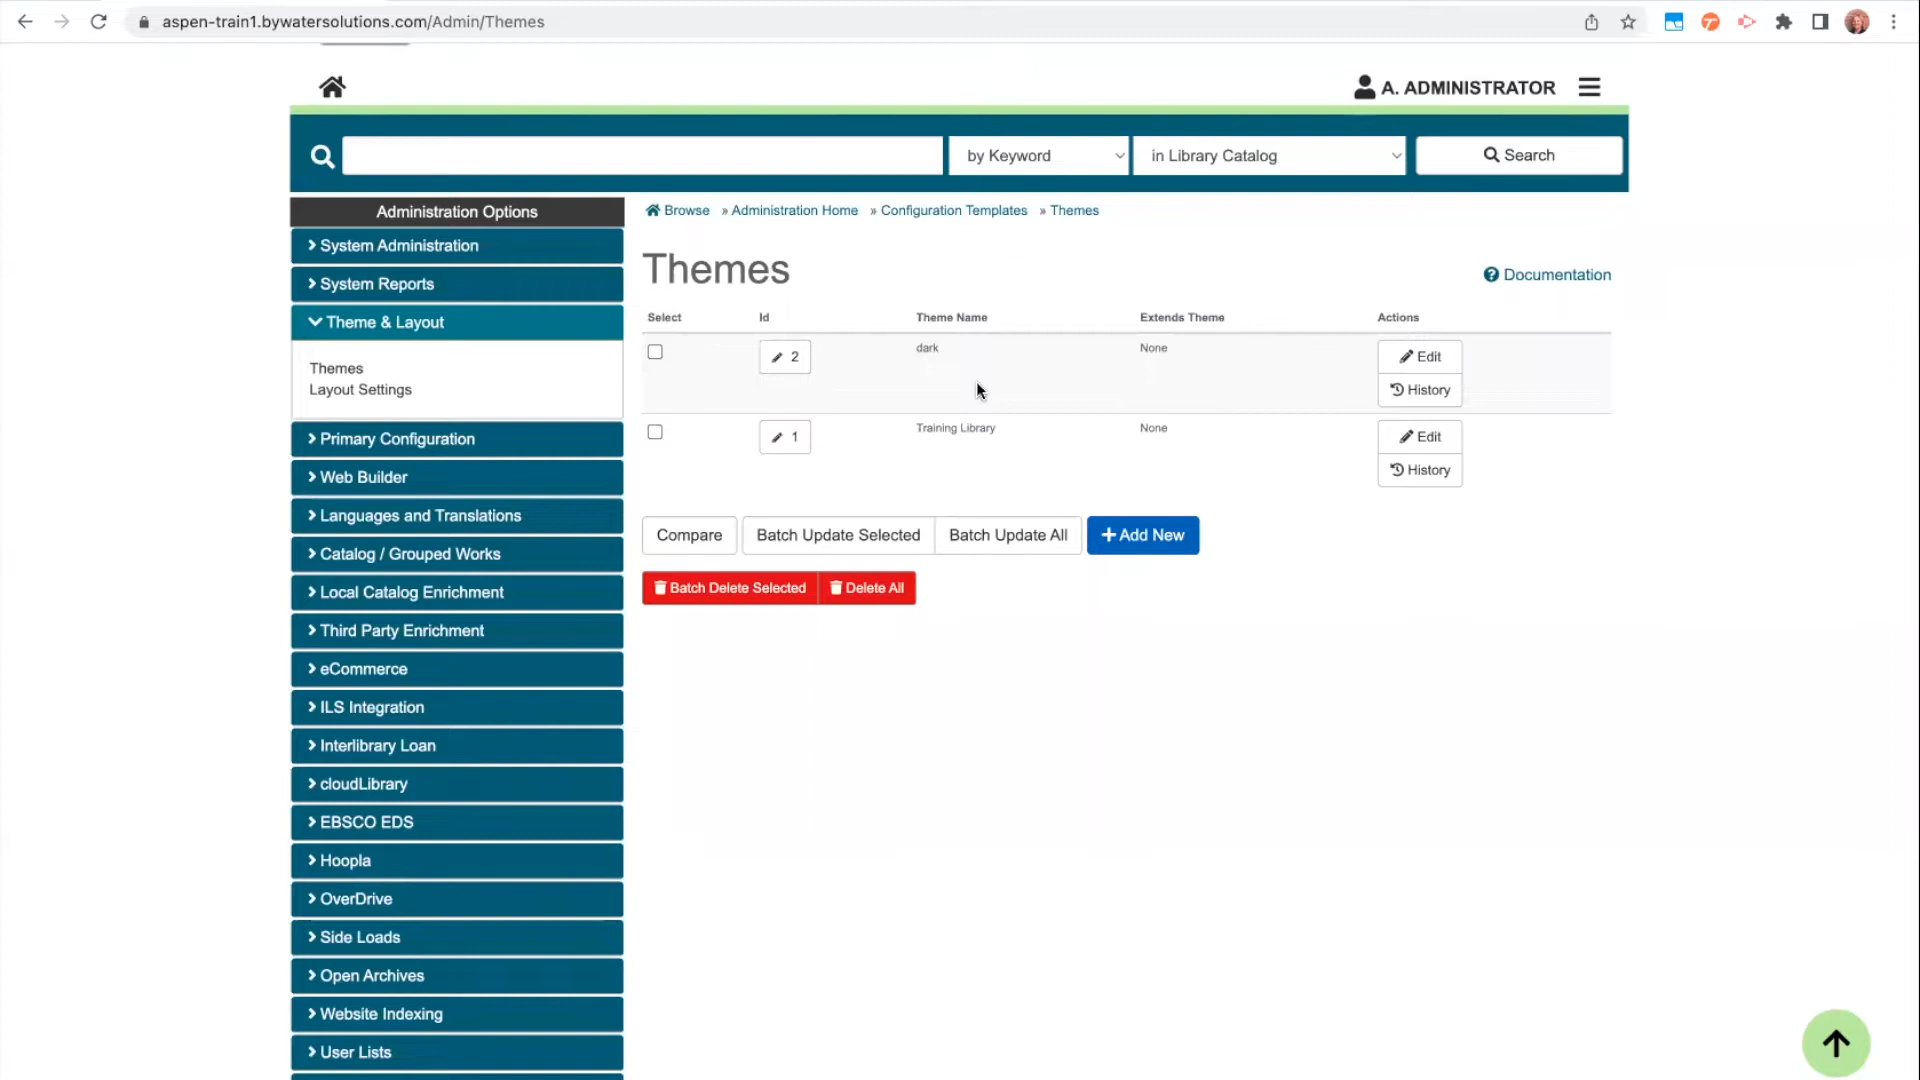 aspen-train1.bywatersolutions.com/Admin/Themes
A. ADMINISTRATOR
by Keyword
in Library Catalog
Search
Administration Options
System Administration
System Reports
Theme & Layout
Themes
Layout Settings
Primary Configuration
Web Builder
Languages and Translations
Catalog / Grouped Works
Local Catalog Enrichment
Third Party Enrichment
eCommerce
ILS Integration
Interlibrary Loan
cloudLibrary
EBSCO EDS
Hoopla
OverDrive
Side Loads
Open Archives
Website Indexing
User Lists
Browse » Administration Home » Configuration Templates » Themes
Themes
Documentation
Select Id Theme Name Extends Theme Actions
2 dark None Edit
History
1 Training Library None Edit
History
Compare Batch Update Selected Batch Update All Add New
Batch Delete Selected Delete All